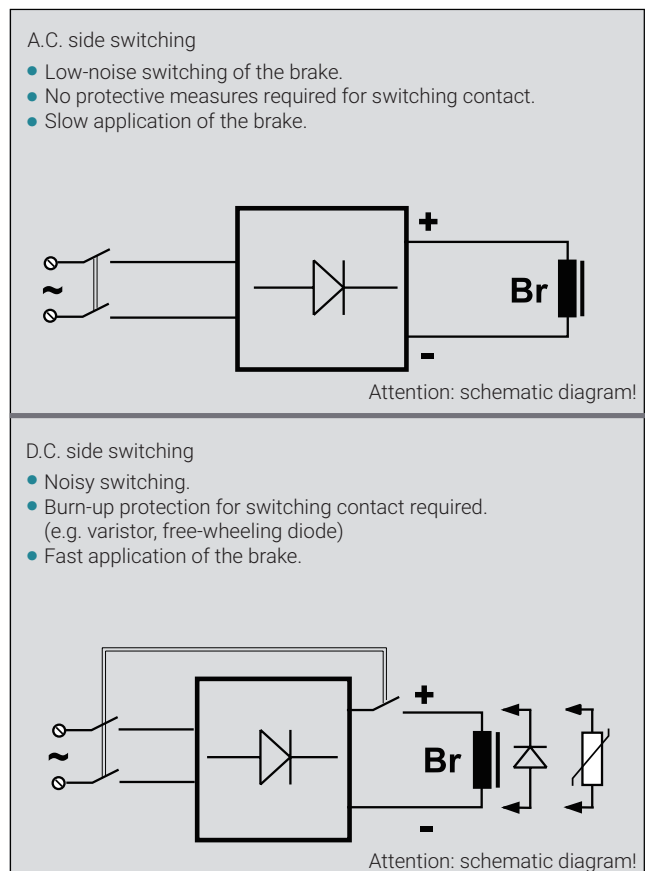 A.C. side switching
• Low-noise switching of the brake.
• No protective measures required for switching contact.
• Slow application of the brake.
+
~
Br
-
Attention: schematic diagram!
D.C. side switching
• Noisy switching.
• Burn-up protection for switching contact required.
(e.g. varistor, free-wheeling diode)
• Fast application of the brake.
+
~
Br
-
Attention: schematic diagram!